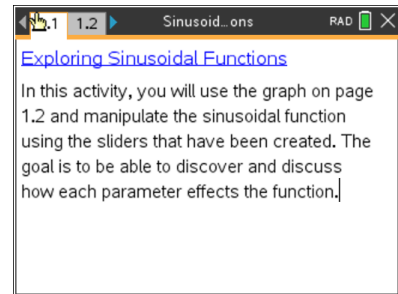 1.1 1.2 Sinusoid...ons RAD
Exploring Sinusoidal Functions
In this activity, you will use the graph on page
1.2 and manipulate the sinusoidal function
using the sliders that have been created. The
goal is to be able to discover and discuss
how each parameter effects the function.